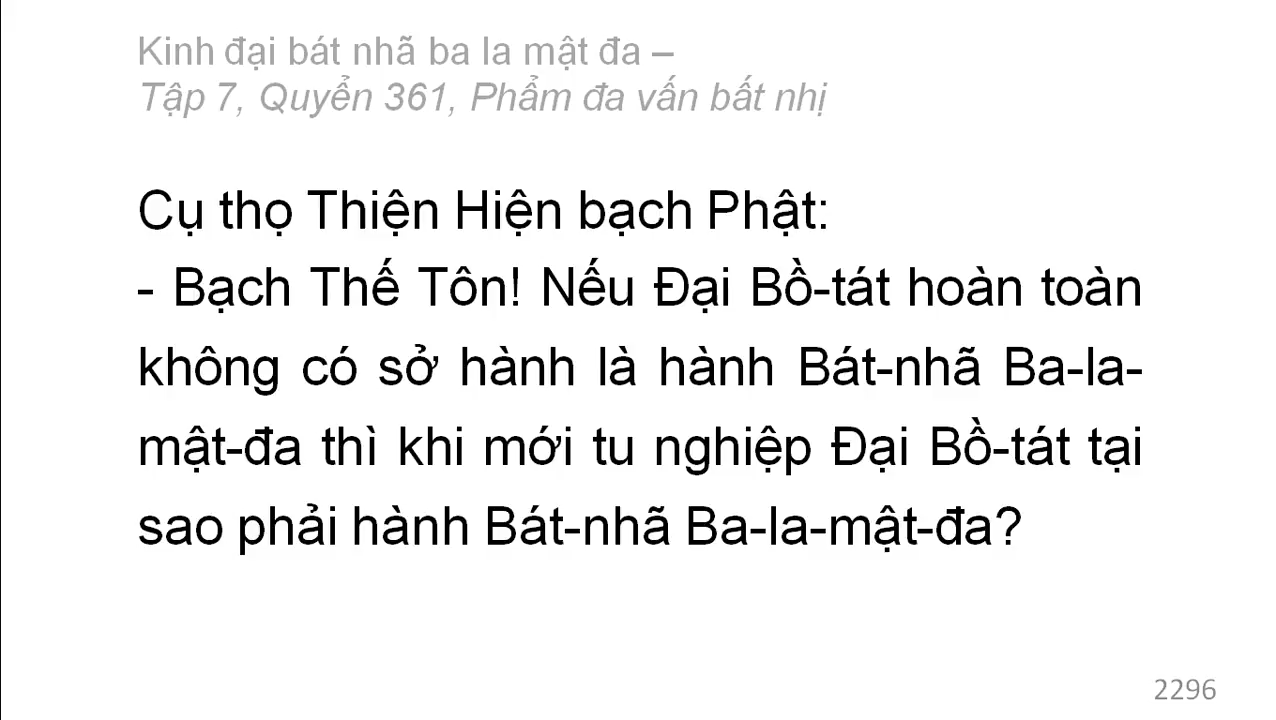 Kinh đại bát nhã ba la mật đa –
Tập 7, Quyển 361, Phẩm đa vấn bất nhị
Cụ thọ Thiện Hiện bạch Phật:
- Bạch Thế Tôn! Nếu Đại Bồ-tát hoàn toàn
không có sở hành là hành Bát-nhã Ba-la-
mật-đa thì khi mới tu nghiệp Đại Bồ-tát tại
sao phải hành Bát-nhã Ba-la-mật-đa?
2296